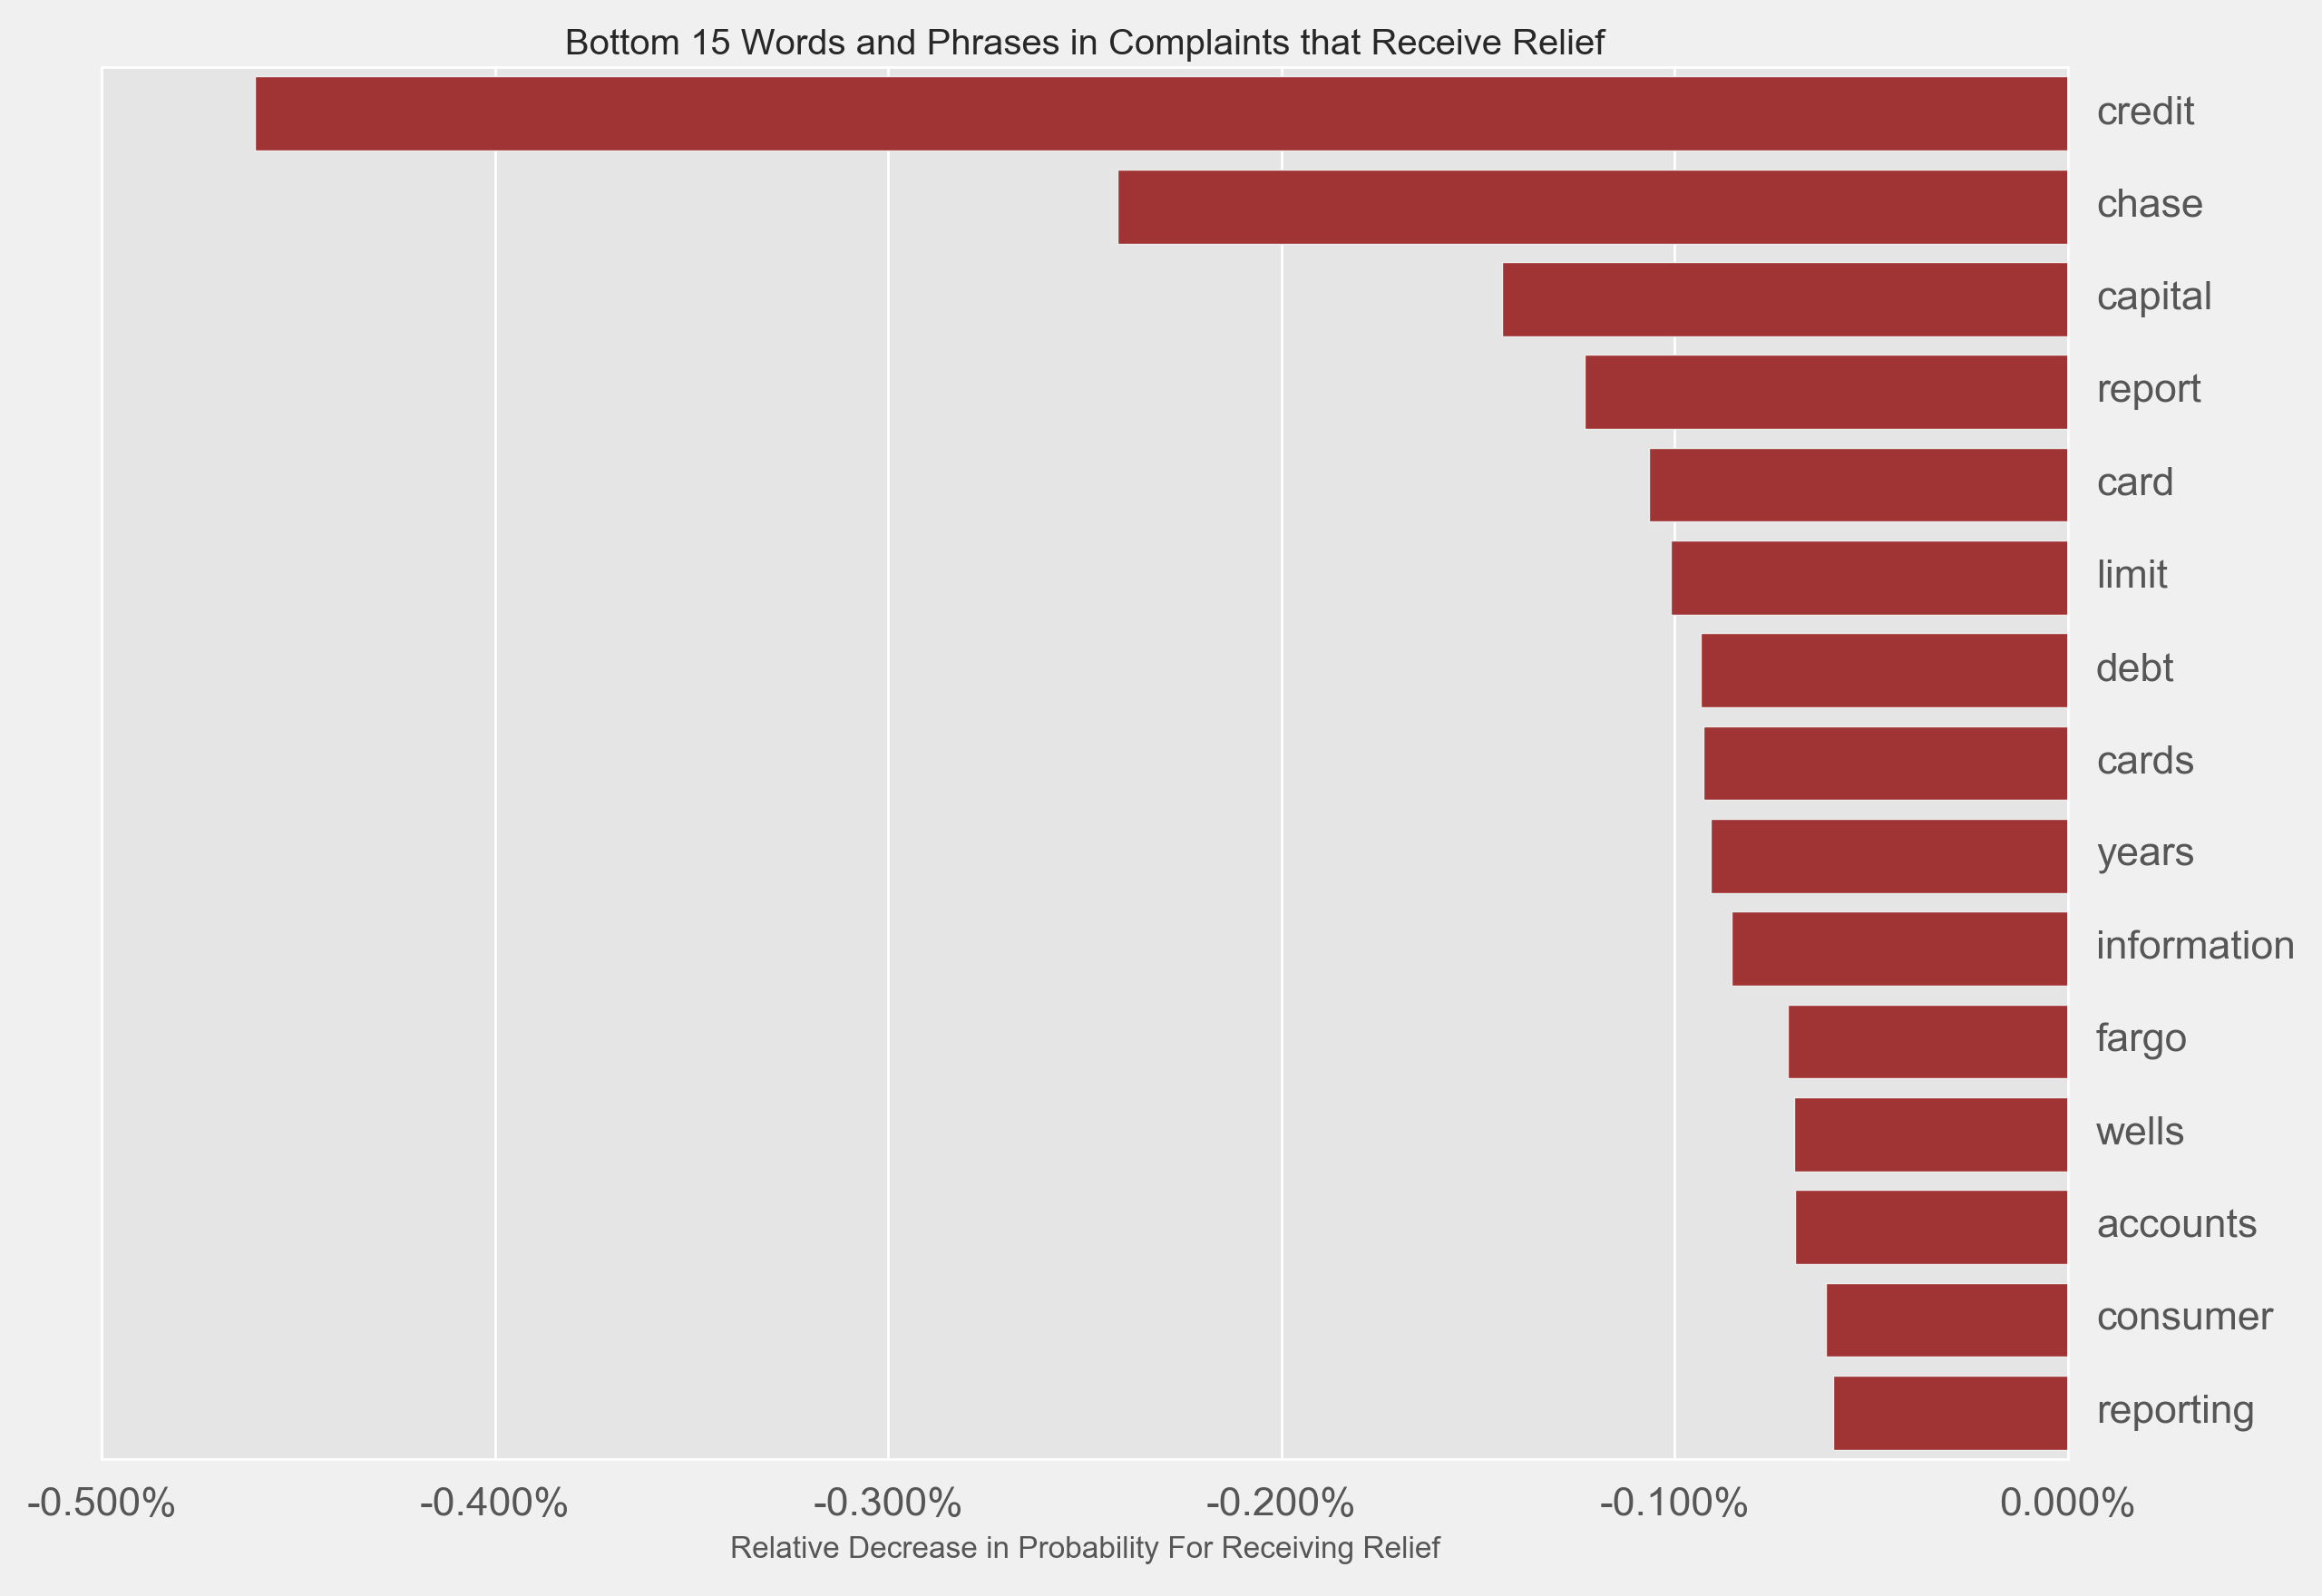 Bottom 15 Words and Phrases in Complaints that Receive Relief
credit
chase
capital
report
card
limit
debt
cards
years
information
fargo
wells
accounts
consumer
reporting
-0.500% -0.400% -0.300% -0.200% -0.100% 0.000%
Relative Decrease in Probability For Receiving Relief